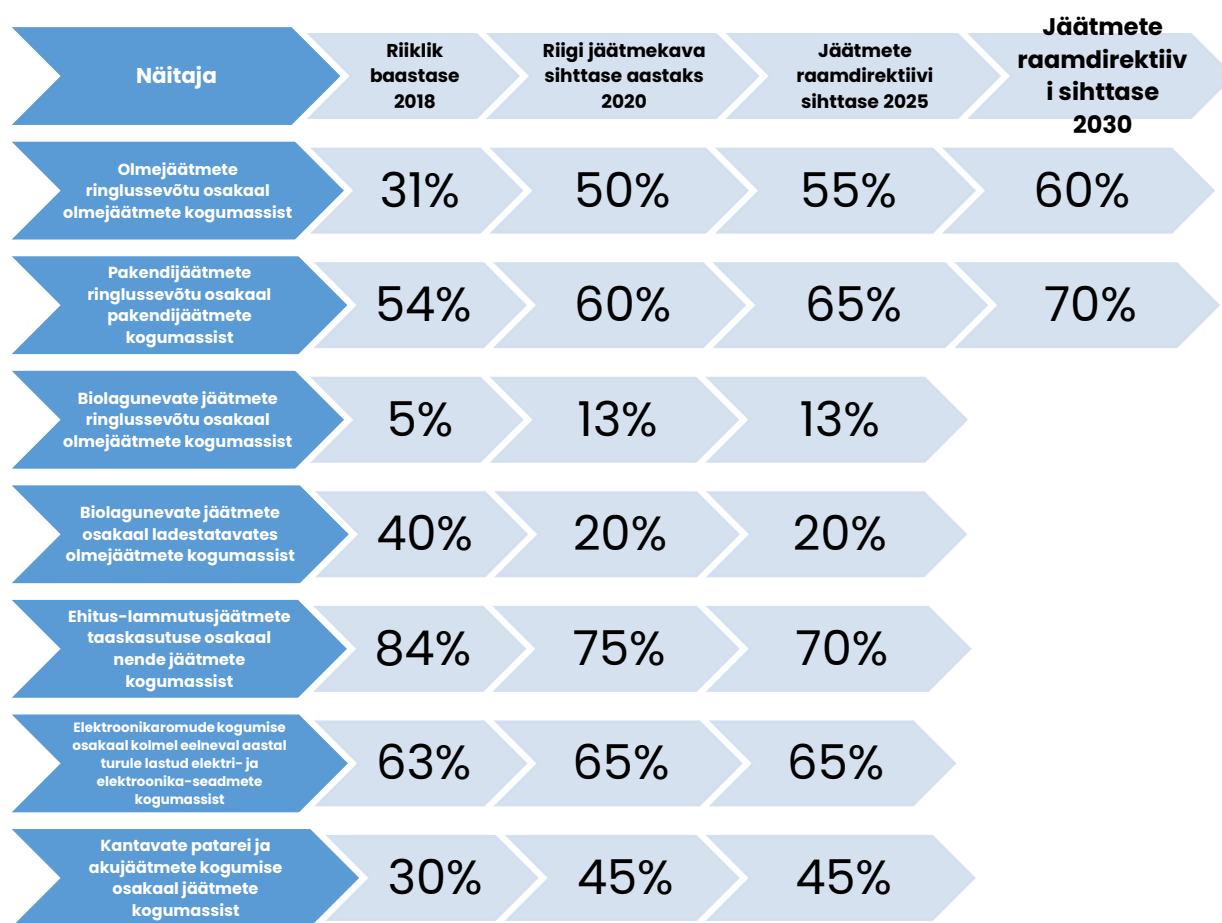 Näitaja
Riiklik
baastase
2018
Riigi jäätmekava
sihttase aastaks
2020
Jäätmete
raamdirektiivi
sihttase 2025
Jäätmete
raamdirektiiv
i sihttase
2030
Olmejäätmete
ringlussevõtu osakaal
olmejäätmete kogumassist
31%
50%
55%
60%
Pakendijäätmete
ringlussevõtu osakaal
pakendijäätmete
kogumassist
54%
60%
65%
70%
Biolagunevate jäätmete
ringlussevõtu osakaal
olmejäätmete kogumassist
5%
13%
13%
Biolagunevate jäätmete
osakaal ladestatavates
olmejäätmete kogumassist
40%
20%
20%
Ehitus-lammutusjäätmete
taaskasutuse osakaal
nende jäätmete
kogumassist
84%
75%
70%
Elektroonikaromude kogumise
osakaal kolmel eelneval aastal
turule lastud elektri- ja
elektroonika-seadmete
kogumassist
63%
65%
65%
Kantavate patarei ja
akujäätmete kogumise
osakaal jäätmete
kogumassist
30%
45%
45%